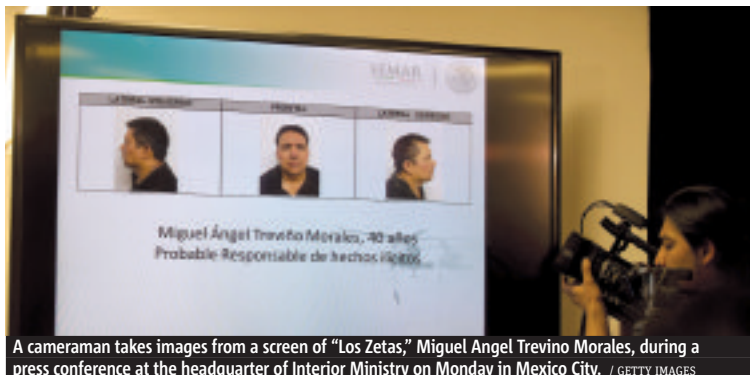 SEMAR
LATERAL IZQUIERDO FRONTAL LATERAL DERECHO
Miguel Ángel Treviño Morales, 40 años
Probable Responsable de hechos ilícitos
A cameraman takes images from a screen of “Los Zetas,” Miguel Angel Trevino Morales, during a
press conference at the headquarter of Interior Ministry on Monday in Mexico City. / GETTY IMAGES